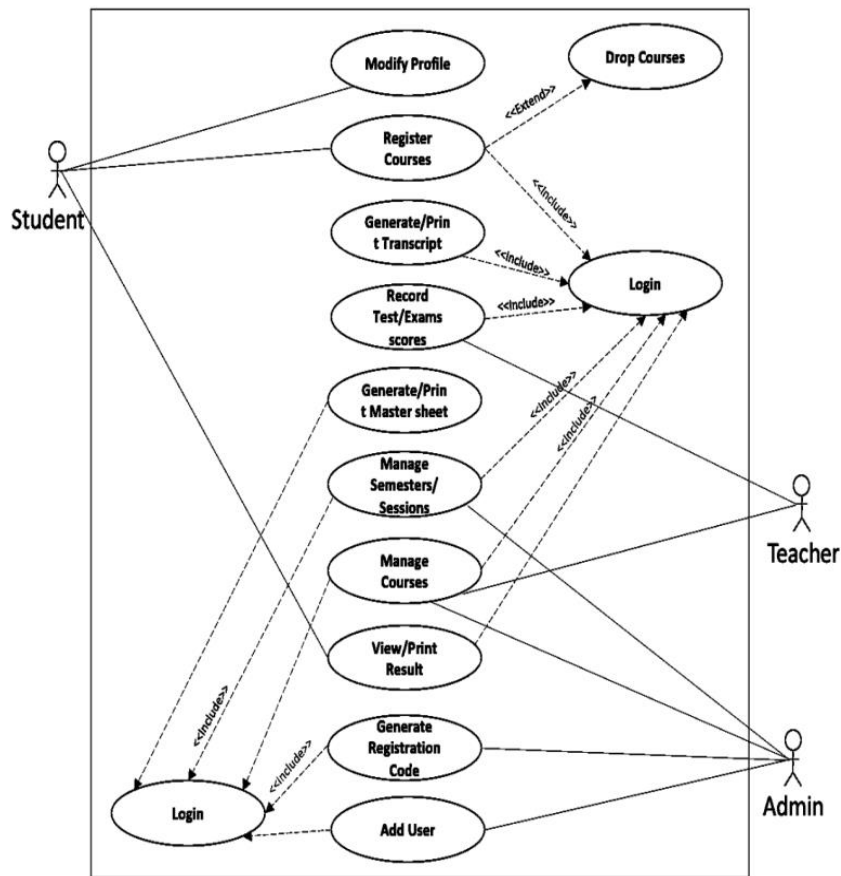 Modify Profile
Drop Courses
<<Extend>>
Register
Courses
Student
<<Include>>
Generate/Prin
t Transcript
<<Include>>
Login
Record
Test/Exams
scores
<<Include>>
Generate/Prin
t Master sheet
<<Include>>
<<Include>>
Manage
Semesters/
Sessions
Teacher
Manage
Courses
View/Print
Result
<<Include>>
Generate
Registration
Code
<<Include>>
Admin
Login
Add User